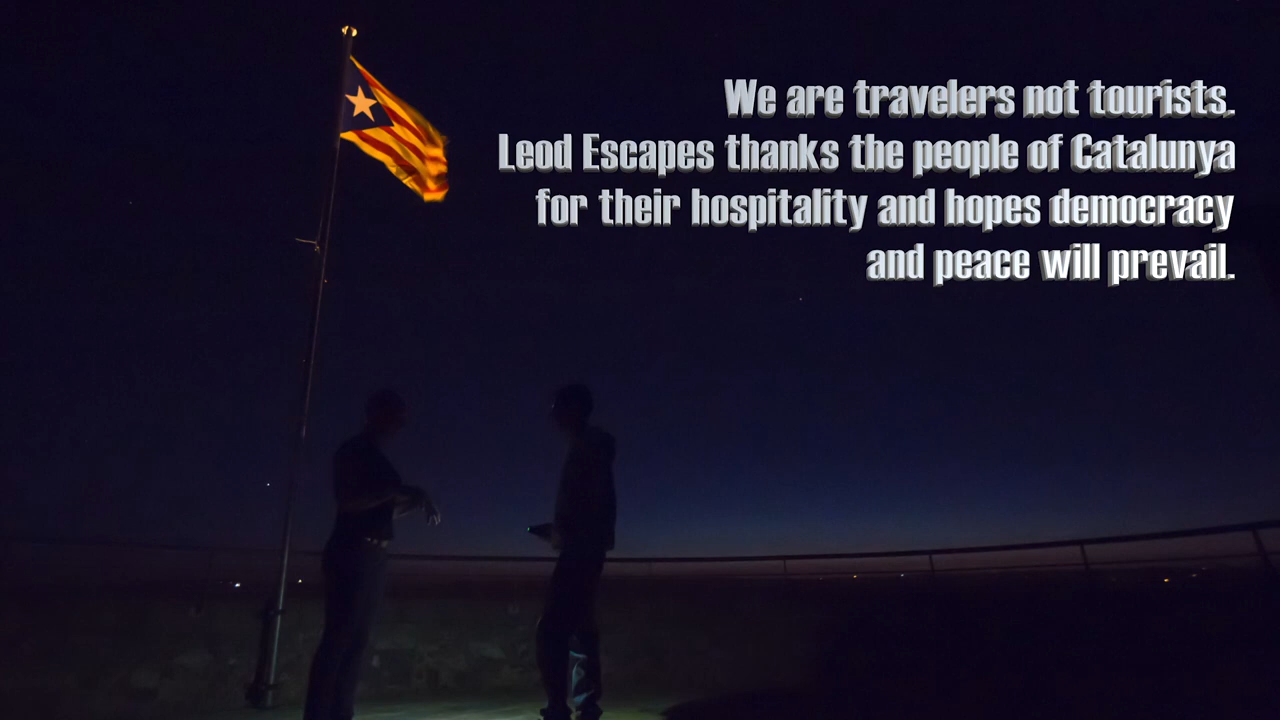 We are travelers not tourists.
Leod Escapes thanks the people of Catalunya
for their hospitality and hopes democracy
and peace will prevail.